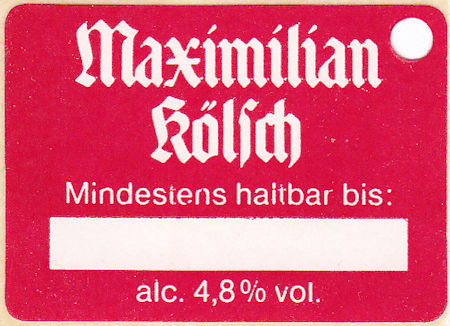 Maximilian
Kölſch
Mindestens haltbar bis:
alc. 4,8% vol.